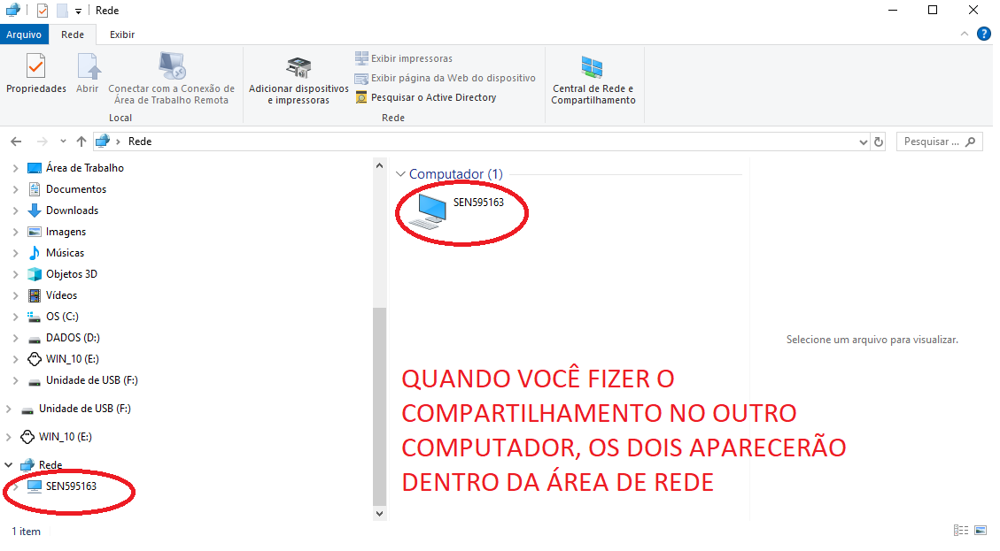 Rede
Arquivo
Rede
Exibir
Propriedades
Abrir
Conectar com a Conexão de
Área de Trabalho Remota
Local
Adicionar dispositivos
e impressoras
Exibir impressoras
Exibir página da Web do dispositivo
Pesquisar o Active Directory
Rede
Central de Rede e
Compartilhamento
?
Rede
Pesquisar ...
Área de Trabalho
Documentos
Downloads
Imagens
Músicas
Objetos 3D
Vídeos
OS (C:)
DADOS (D:)
WIN_10 (E:)
Unidade de USB (F:)
Unidade de USB (F:)
WIN_10 (E:)
Rede
SEN595163
Computador (1)
SEN595163
QUANDO VOCÊ FIZER O
COMPARTILHAMENTO NO OUTRO
COMPUTADOR, OS DOIS APARECERÃO
DENTRO DA ÁREA DE REDE
Selecione um arquivo para visualizar.
1 item